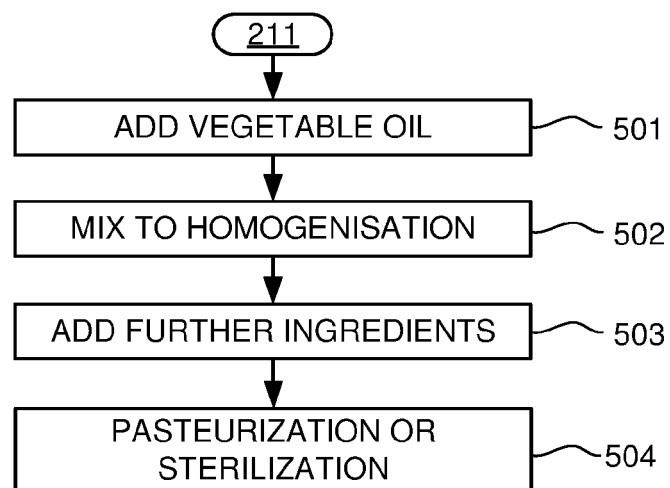 211
ADD VEGETABLE OIL
501
MIX TO HOMOGENISATION
502
ADD FURTHER INGREDIENTS
503
PASTEURIZATION OR
STERILIZATION
504